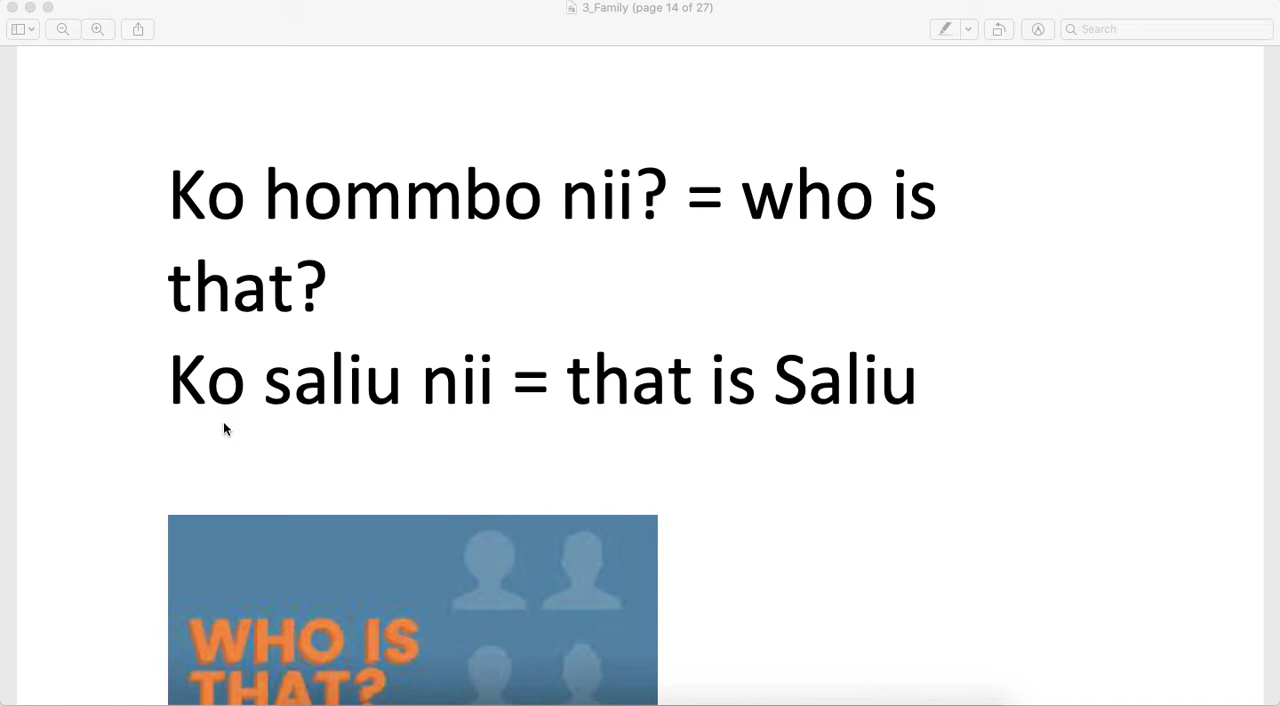 3_Family (page 14 of 27)
Search
Ko hommbo nii? = who is
that?
Ko saliu nii = that is Saliu
WHO IS
THAT?